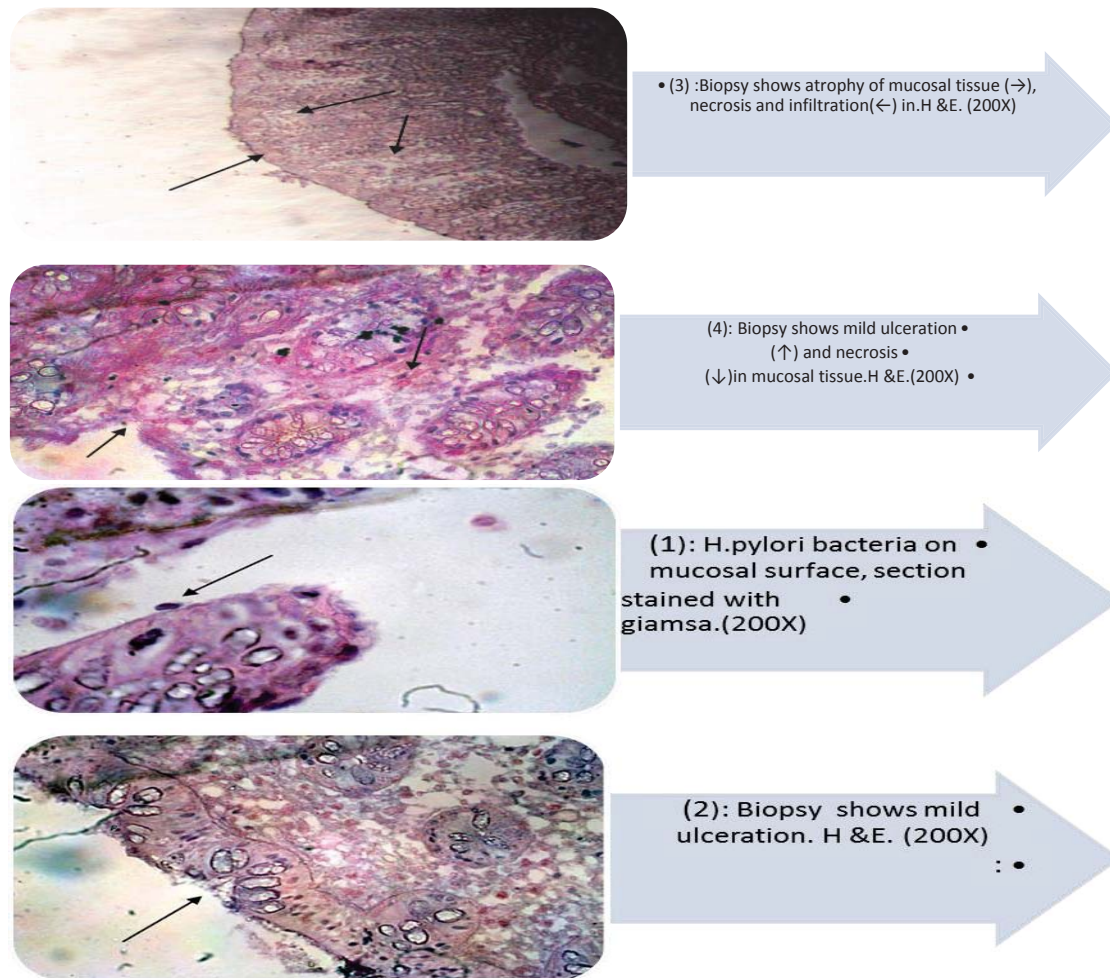 • (3) :Biopsy shows atrophy of mucosal tissue (→),
necrosis and infiltration(←) in.H &E. (200X)
(4): Biopsy shows mild ulceration •
(↑) and necrosis •
(↓)in mucosal tissue.H &E.(200X) •
(1): H.pylori bacteria on •
mucosal surface, section
stained with •
giamsa.(200X)
(2): Biopsy shows mild •
ulceration. H &E. (200X)
: •